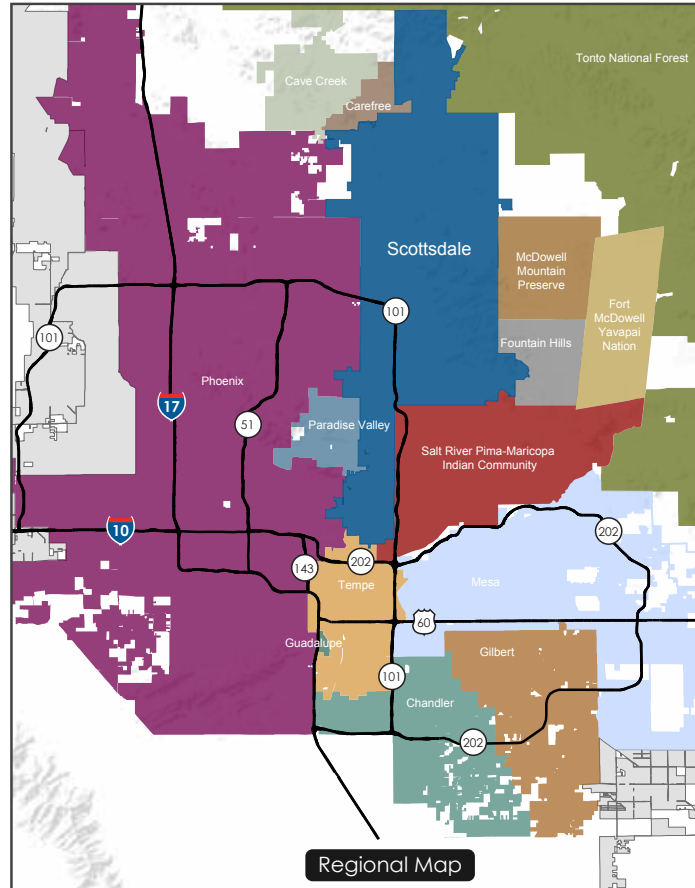 Tonto National Forest
Cave Creek
Carefree
Scottsdale
McDowell
Mountain
Preserve
Fort
McDowell
Yavapai
Nation
101
101
Fountain Hills
Phoenix
17
51
Paradise Valley
Salt River Pima-Maricopa
Indian Community
10
202
143
202
Tempe
Mesa
60
Guadalupe
Gilbert
101
Chandler
202
Regional Map